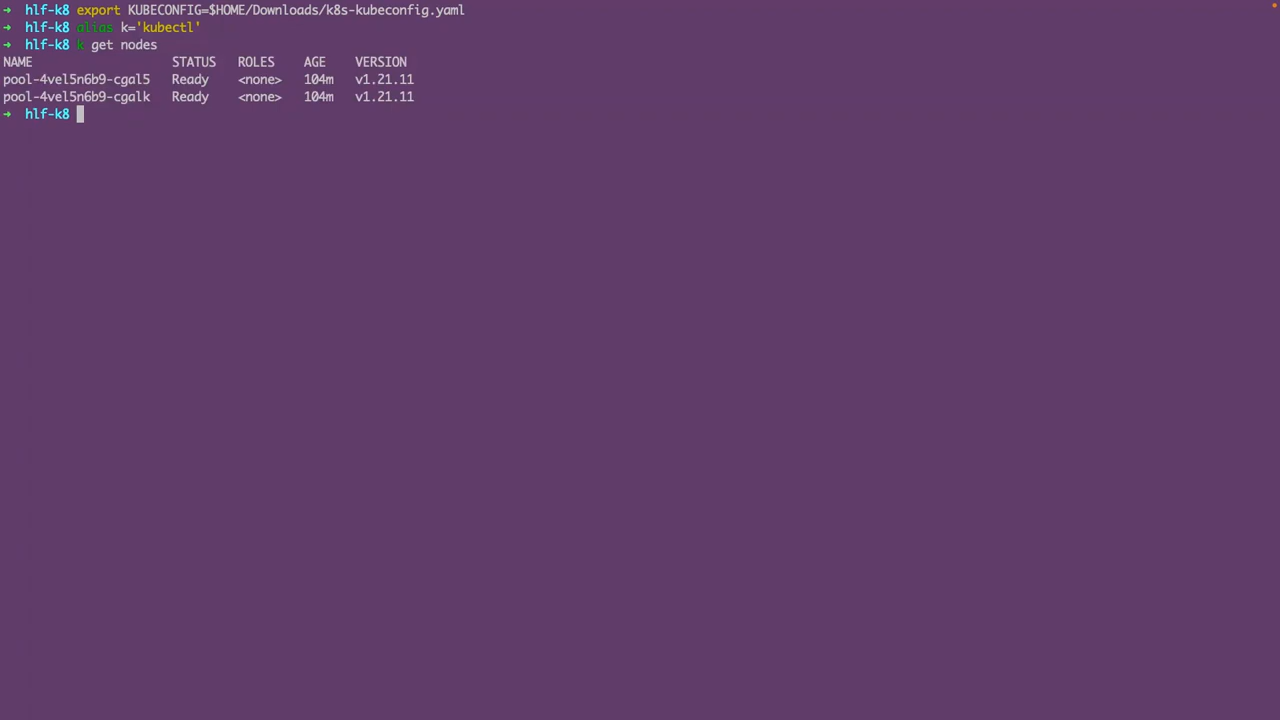 → hlf-k8 export KUBECONFIG=$HOME/Downloads/k8s-kubeconfig.yaml
→ hlf-k8 alias k='kubectl'
→ hlf-k8 k get nodes
NAME STATUS ROLES AGE VERSION
pool-4vel5n6b9-cgal5 Ready <none> 104m v1.21.11
pool-4vel5n6b9-cgalk Ready <none> 104m v1.21.11
→ hlf-k8